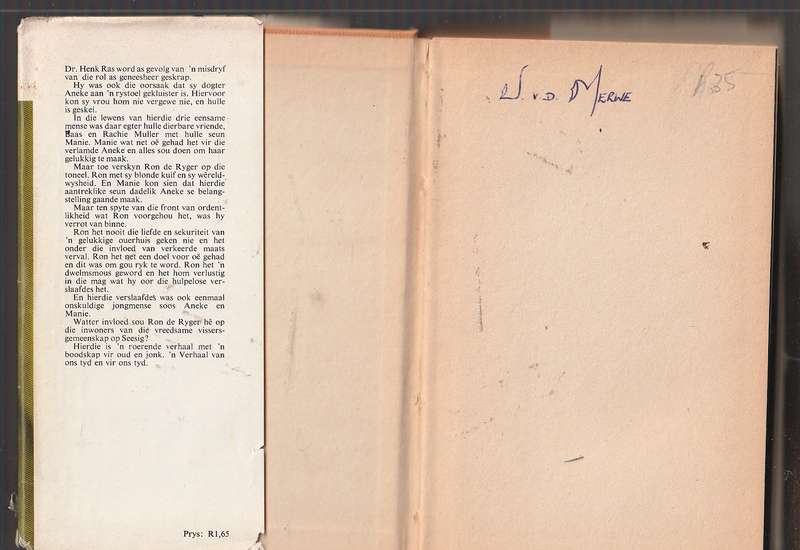 Dr. Henk Ras word as gevolg van 'n misdryf
van die rol as geneesheer geskrap.
Hy was ook die oorsaak dat sy dogter
Aneke aan 'n rystoel gekluister is. Hiervoor
kon sy vrou hom nie vergewe nie, en hulle
is geskei.
In die lewens van hierdie drie eensame
mense was daar egter hulle dierbare vriende,
Haas en Rachie Muller met hulle seun
Manie. Manie wat net oë gehad het vir die
verlamde Aneke en alles sou doen om haar
gelukkig te maak.
Maar toe verskyn Ron de Ryger op die
toneel. Ron met sy blonde kuif en sy wêreld-
wysheid. En Manie kon sien dat hierdie
aantreklike seun dadelik Aneke se belang-
stelling gaande maak.
Maar ten spyte van die front van ordent-
likheid wat Ron voorgehou het, was hy
verrot van binne.
Ron het nooit die liefde en sekuriteit van
'n gelukkige ouerhuis geken nie en het
onder die invloed van verkeerde maats
verval. Ron het net een doel voor oë gehad
en dit was om gou ryk te word. Ron het 'n
dwelmsmous geword en het hom verlustig
in die mag wat hy oor die hulpelose ver-
slaafdes het.
En hierdie verslaafdes was ook eenmaal
onskuldige jongmense soos Aneke en
Manie.
Watter invloed sou Ron de Ryger hê op
die inwoners van die vreedsame vissers-
gemeenskap op Seesig?
Hierdie is 'n roerende verhaal met 'n
boodskap vir oud en jonk. 'n Verhaal van
ons tyd en vir ons tyd.
Prys: R1,65
v.D. MERWE